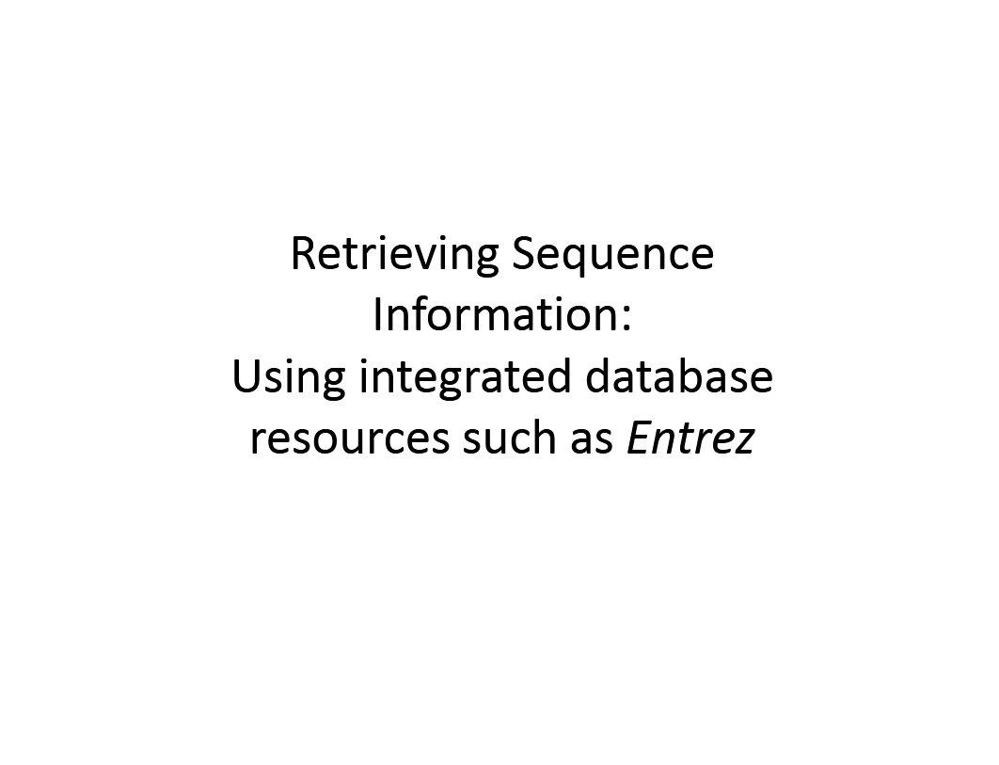 Retrieving Sequence
Information:
Using integrated database
resources such as Entrez